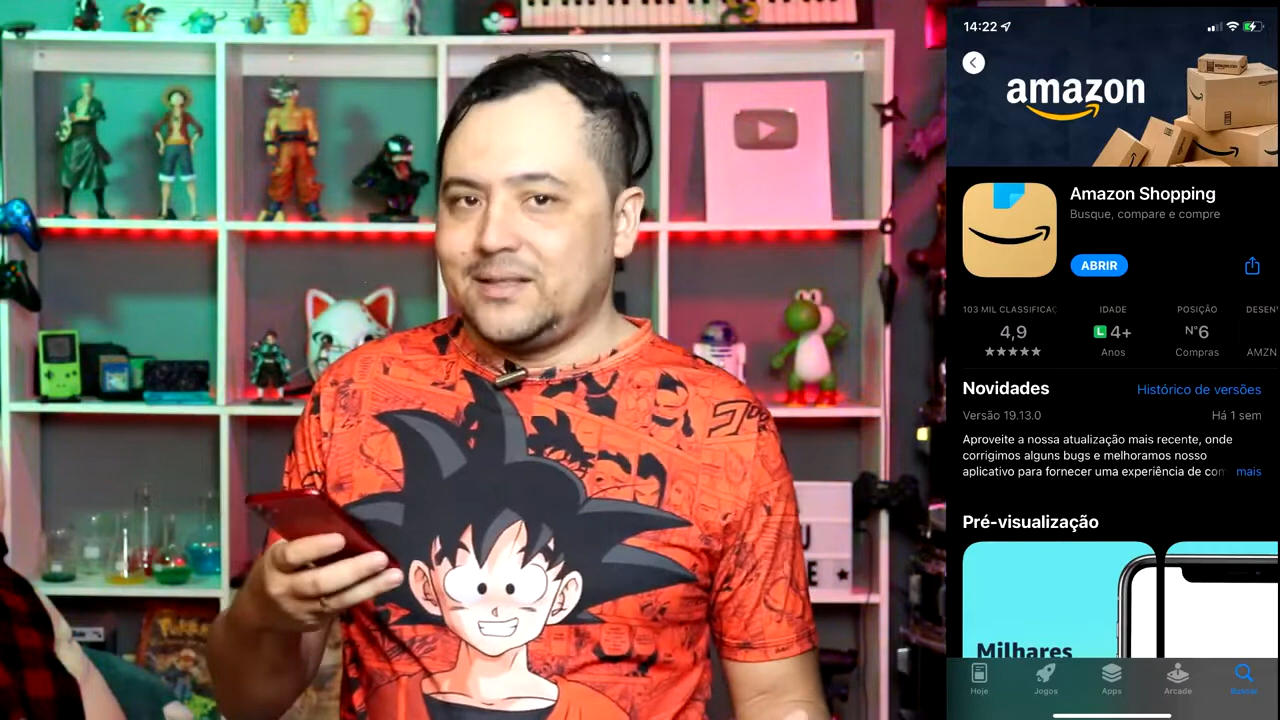 14:22
amazon
Amazon Shopping
Busque, compare e compre
ABRIR
103 MIL CLASSIFICAÇ
IDADE
POSIÇÃO
DESEN
4,9
L 4+
N°6
★★★★★
Anos
Compras
AMZN
Novidades
Histórico de versões
Versão 19.13.0
Há 1 sem
Aproveite a nossa atualização mais recente, onde
corrigimos alguns bugs e melhoramos nosso
aplicativo para fornecer uma experiência de com
mais
Pré-visualização
Milhares
Hoje
Jogos
Apps
Arcade
Buscar